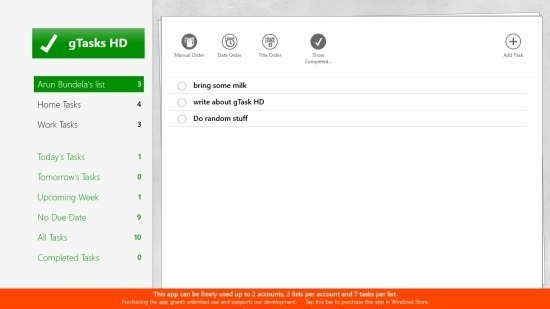 gTasks HD
Manual Order
Date Order
Title Order
Show
Completed...
Add Task
Arun Bundela's list 3
Home Tasks 4
Work Tasks 3
Today's Tasks 1
Tomorrow's Tasks 0
Upcoming Week 1
No Due Date 9
All Tasks 10
Completed Tasks 0
bring some milk
write about gTask HD
Do random stuff
This app can be freely used up to 2 accounts, 2 lists per account and 7 tasks per list.
Purchasing the app grants unlimited use and supports our development. Tap this bar to purchase this app in Windows Store.